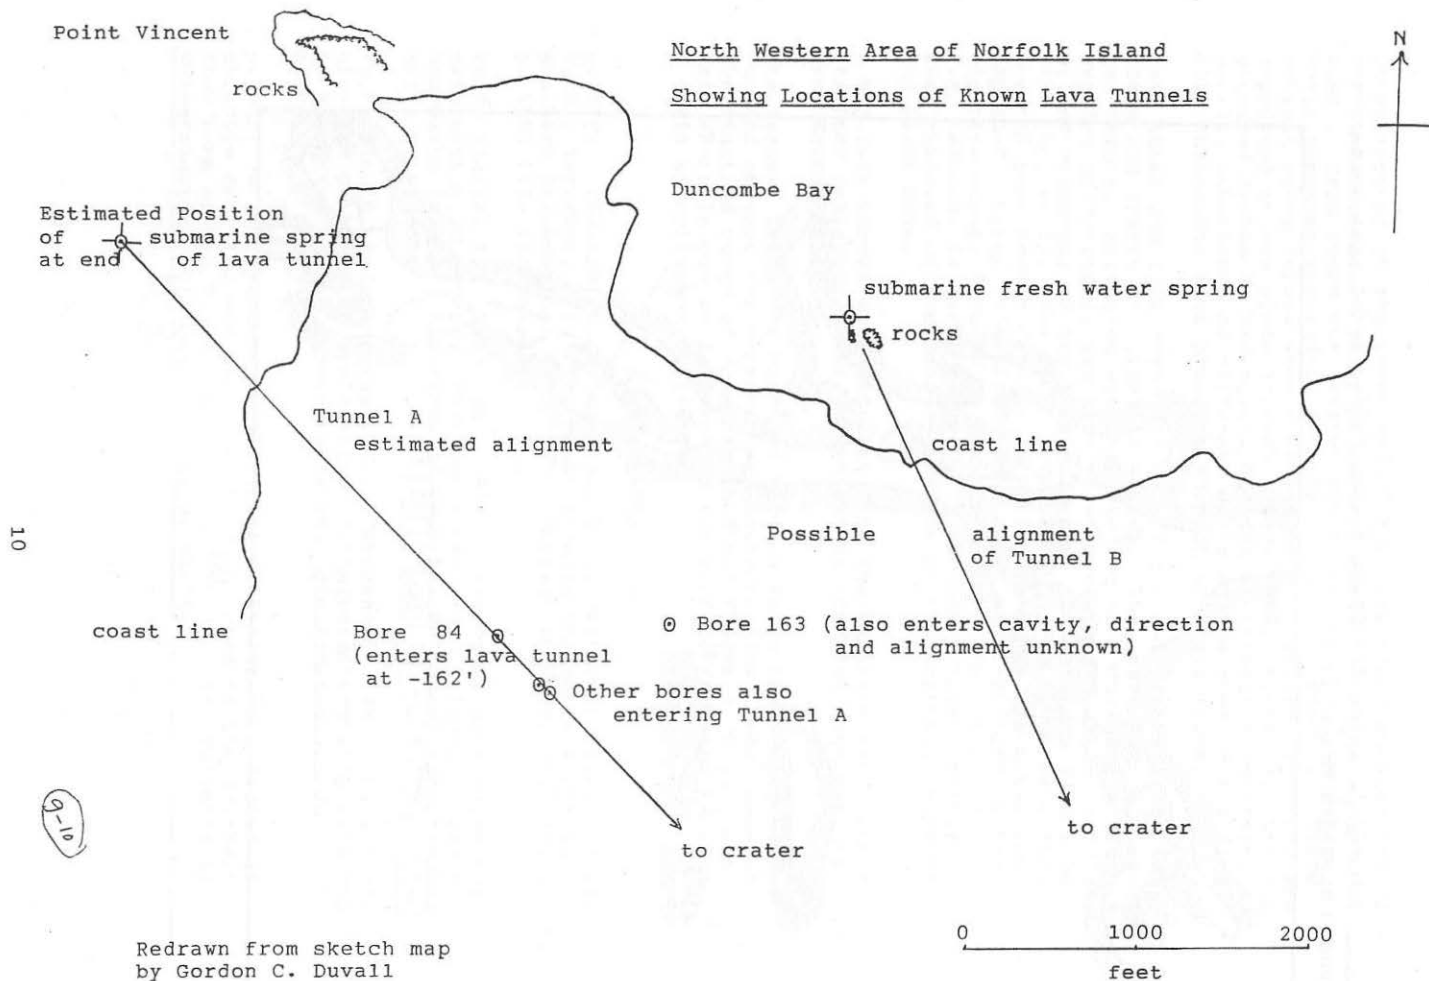 Point Vincent
rocks
North Western Area of Norfolk Island
Showing Locations of Known Lava Tunnels
N
Duncombe Bay
Estimated Position
of submarine spring
at end of lava tunnel
submarine fresh water spring
rocks
Tunnel A
estimated alignment
coast line
Possible alignment
of Tunnel B
10
coast line
Bore 84
(enters lava tunnel
at -162')
Bore 163 (also enters cavity, direction
and alignment unknown)
Other bores also
entering Tunnel A
9-10
to crater
to crater
Redrawn from sketch map
by Gordon C. Duvall
0 1000 2000
feet